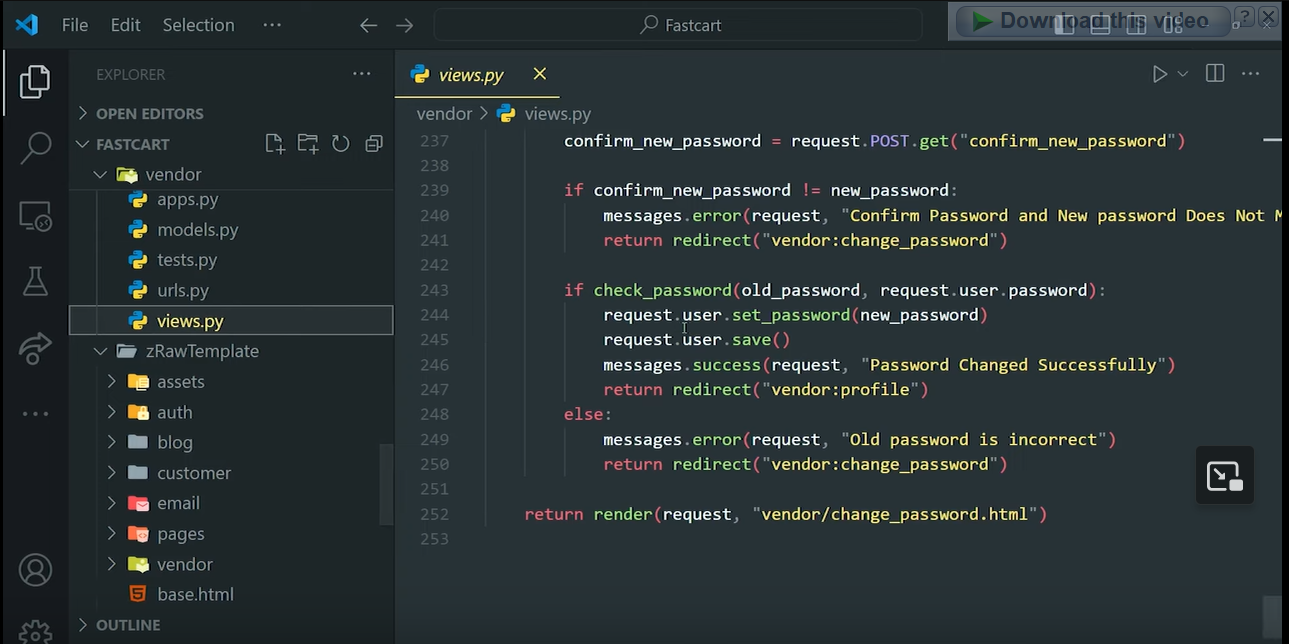 File Edit Selection ··· Fastcart
Download this video ? X
EXPLORER ···
OPEN EDITORS
FASTCART
vendor
apps.py
models.py
tests.py
urls.py
views.py
zRawTemplate
assets
auth
blog
customer
email
pages
vendor
base.html
OUTLINE
views.py
vendor > views.py
237 confirm_new_password = request.POST.get("confirm_new_password")
238
239 if confirm_new_password != new_password:
240 messages.error(request, "Confirm Password and New password Does Not M
241 return redirect("vendor:change_password")
242
243 if check_password(old_password, request.user.password):
244 request.user.set_password(new_password)
245 request.user.save()
246 messages.success(request, "Password Changed Successfully")
247 return redirect("vendor:profile")
248 else:
249 messages.error(request, "Old password is incorrect")
250 return redirect("vendor:change_password")
251
252 return render(request, "vendor/change_password.html")
253